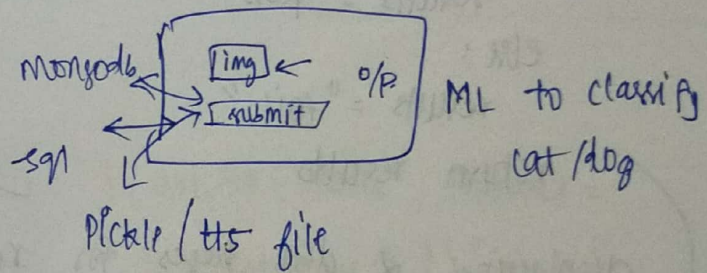 Mongodb
img
o/p.
submit
ML to classify
cat/dog
sql
Pickle / H5 file